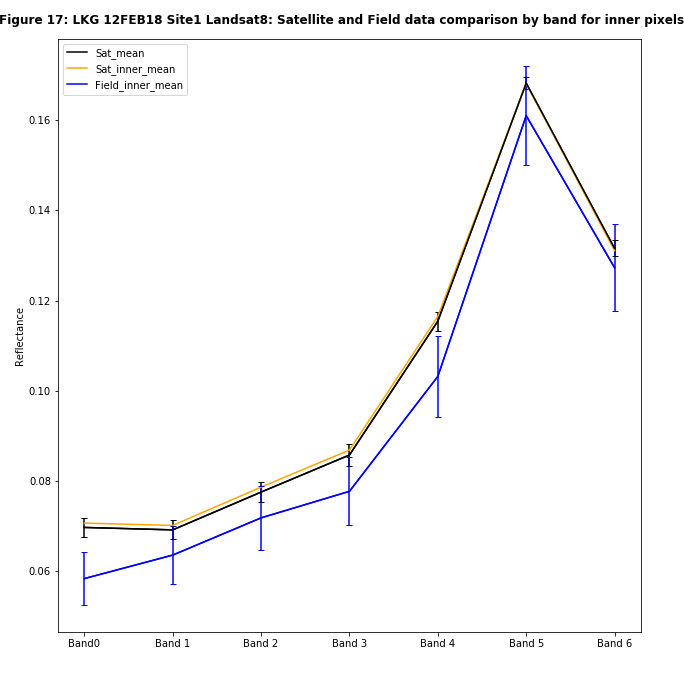 Figure 17: LKG 12FEB18 Site1 Landsat8: Satellite and Field data comparison by band for inner pixels
Sat_mean
Sat_inner_mean
Field_inner_mean
0.16
0.14
0.12
0.10
0.08
0.06
Reflectance
Band0 Band 1 Band 2 Band 3 Band 4 Band 5 Band 6